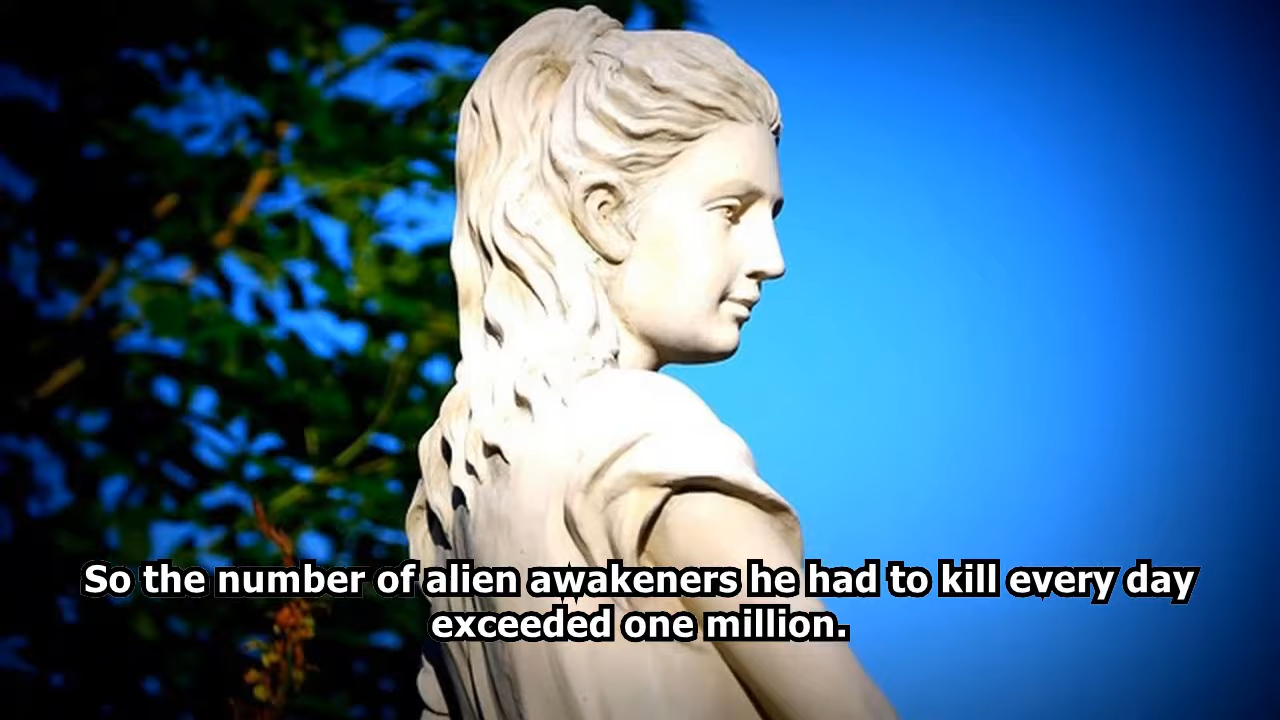 So the number of alien awakeners he had to kill every day
exceeded one million.